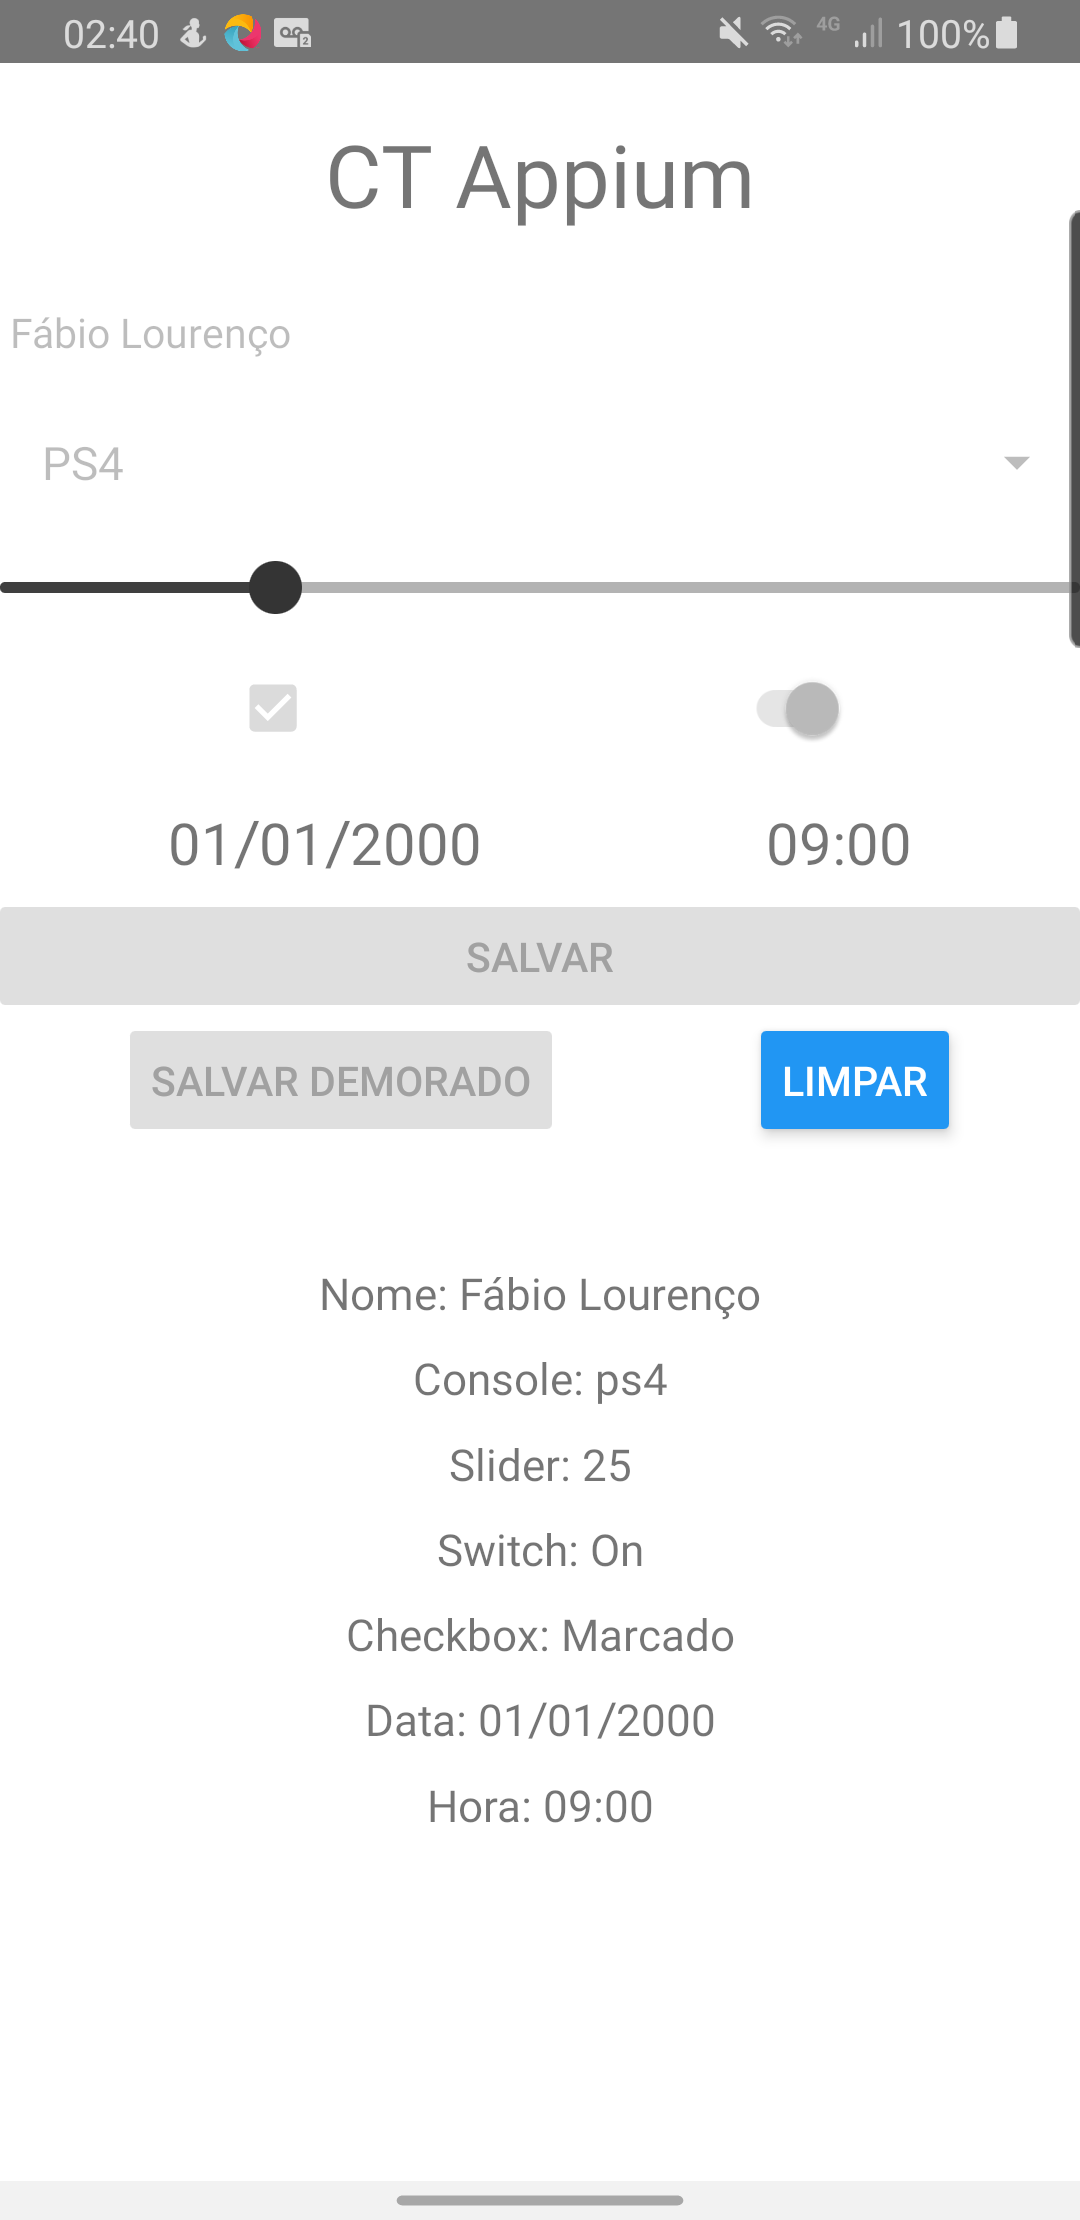 02:40 4G 100%
CT Appium
Fábio Lourenço
PS4
01/01/2000 09:00
SALVAR
SALVAR DEMORADO LIMPAR
Nome: Fábio Lourenço
Console: ps4
Slider: 25
Switch: On
Checkbox: Marcado
Data: 01/01/2000
Hora: 09:00